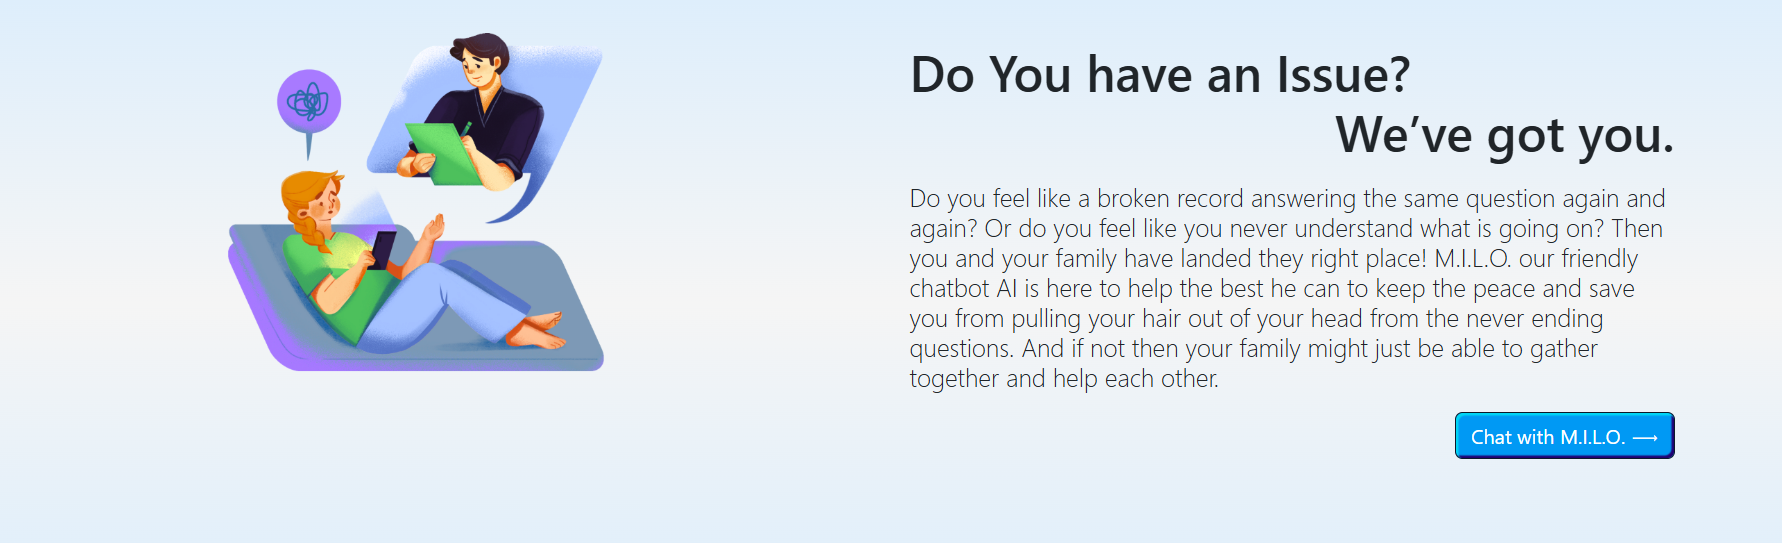 Do You have an Issue?
We’ve got you.
Do you feel like a broken record answering the same question again and
again? Or do you feel like you never understand what is going on? Then
you and your family have landed they right place! M.I.L.O. our friendly
chatbot AI is here to help the best he can to keep the peace and save
you from pulling your hair out of your head from the never ending
questions. And if not then your family might just be able to gather
together and help each other.
Chat with M.I.L.O. ⟶